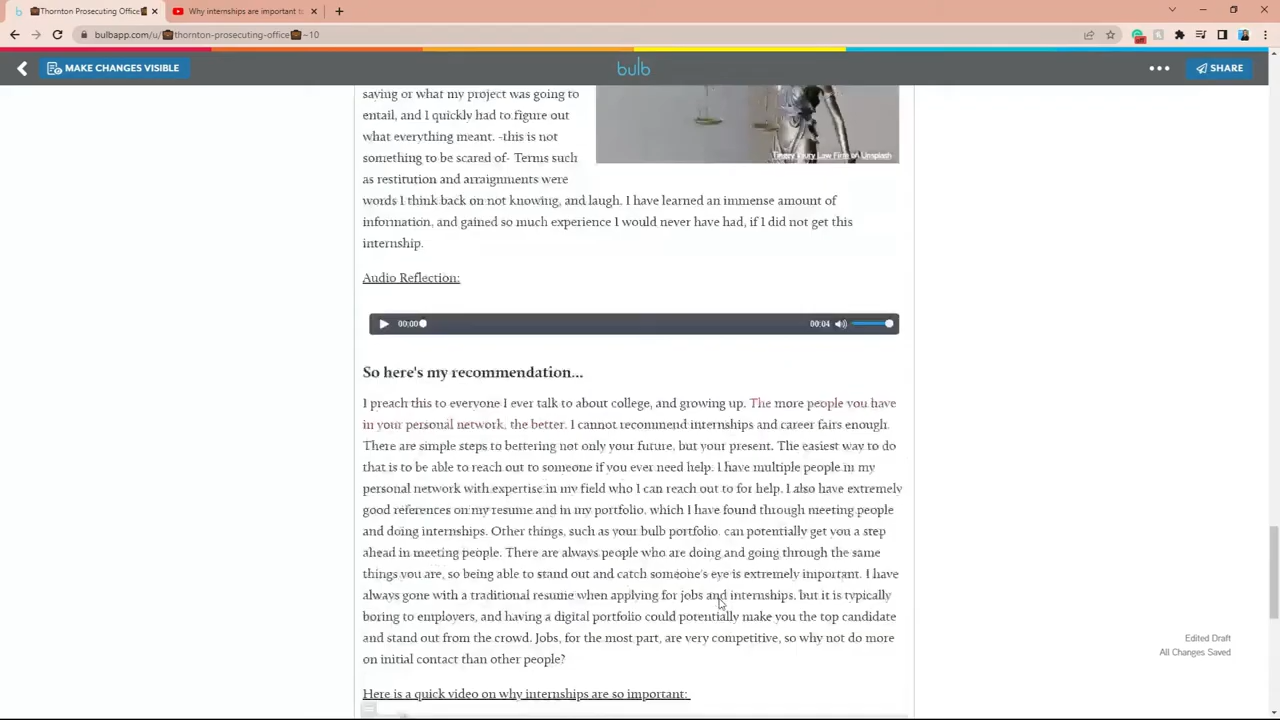 Thornton Prosecuting Office
Why internships are important t
bulbapp.com/u/💼thornton-prosecuting-office💼~10
MAKE CHANGES VISIBLE
bulb
SHARE
saying or what my project was going to
entail, and I quickly had to figure out
what everything meant. -this is not
something to be scared of- Terms such
as restitution and arraignments were
words I think back on not knowing, and laugh. I have learned an immense amount of
information, and gained so much experience I would never have had, if I did not get this
internship.
Tingey Injury Law Firm on Unsplash
Audio Reflection:
00:00
00:04
So here's my recommendation...
I preach this to everyone I ever talk to about college, and growing up. The more people you have
in your personal network, the better. I cannot recommend internships and career fairs enough.
There are simple steps to bettering not only your future, but your present. The easiest way to do
that is to be able to reach out to someone if you ever need help. I have multiple people in my
personal network with expertise in my field who I can reach out to for help. I also have extremely
good references on my resume and in my portfolio, which I have found through meeting people
and doing internships. Other things, such as your bulb portfolio, can potentially get you a step
ahead in meeting people. There are always people who are doing and going through the same
things you are, so being able to stand out and catch someone's eye is extremely important. I have
always gone with a traditional resume when applying for jobs and internships, but it is typically
boring to employers, and having a digital portfolio could potentially make you the top candidate
and stand out from the crowd. Jobs, for the most part, are very competitive, so why not do more
on initial contact than other people?
Edited Draft
All Changes Saved
Here is a quick video on why internships are so important: